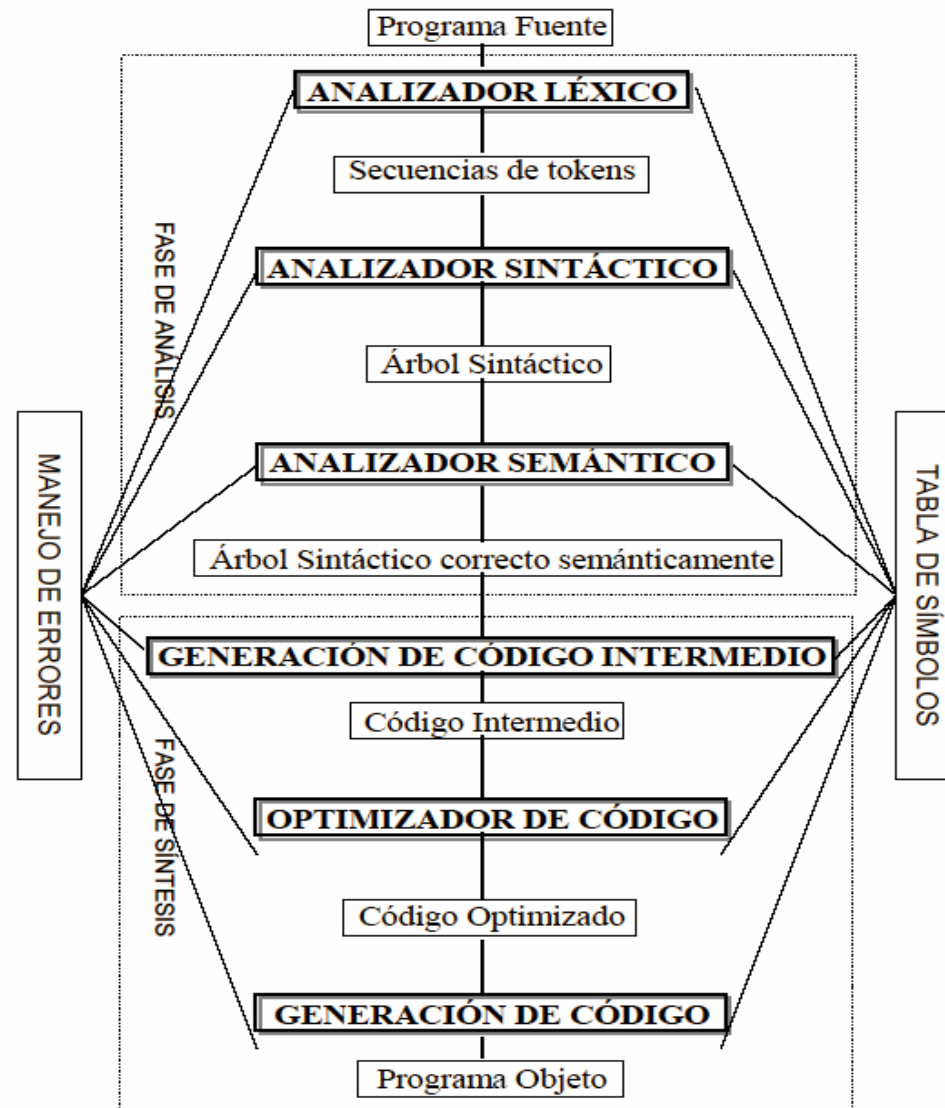 Programa Fuente
ANALIZADOR LÉXICO
Secuencias de tokens
FASE DE ANÁLISIS
ANALIZADOR SINTÁCTICO
Árbol Sintáctico
MANEJO DE ERRORES
TABLA DE SÍMBOLOS
ANALIZADOR SEMÁNTICO
Árbol Sintáctico correcto semánticamente
GENERACIÓN DE CÓDIGO INTERMEDIO
Código Intermedio
FASE DE SÍNTESIS
OPTIMIZADOR DE CÓDIGO
Código Optimizado
GENERACIÓN DE CÓDIGO
Programa Objeto